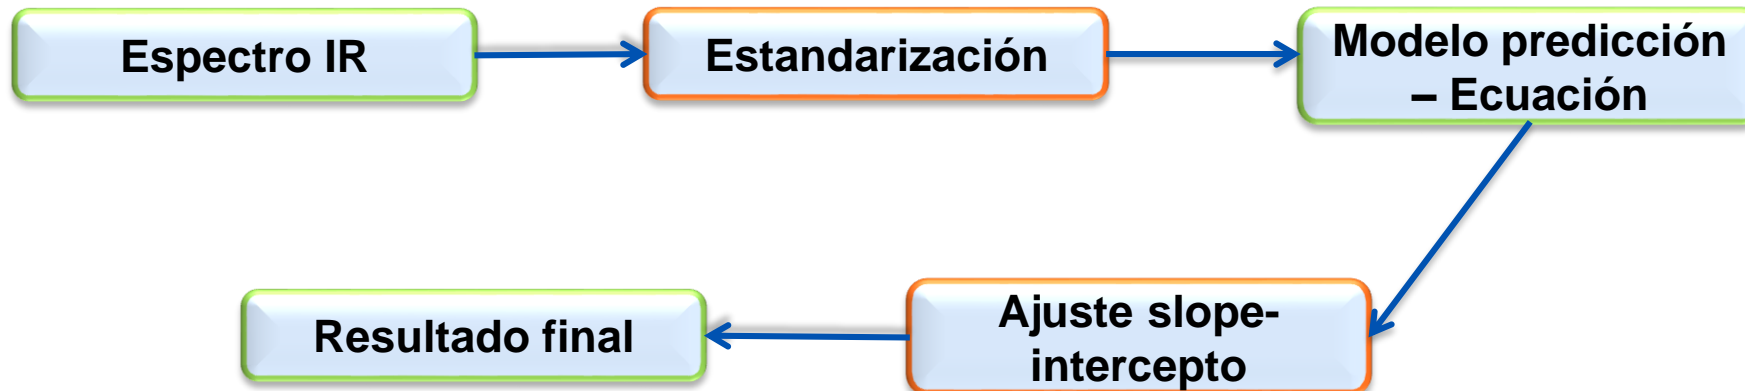 Espectro IR
Estandarización
Modelo predicción
– Ecuación
Ajuste slope-
intercepto
Resultado final